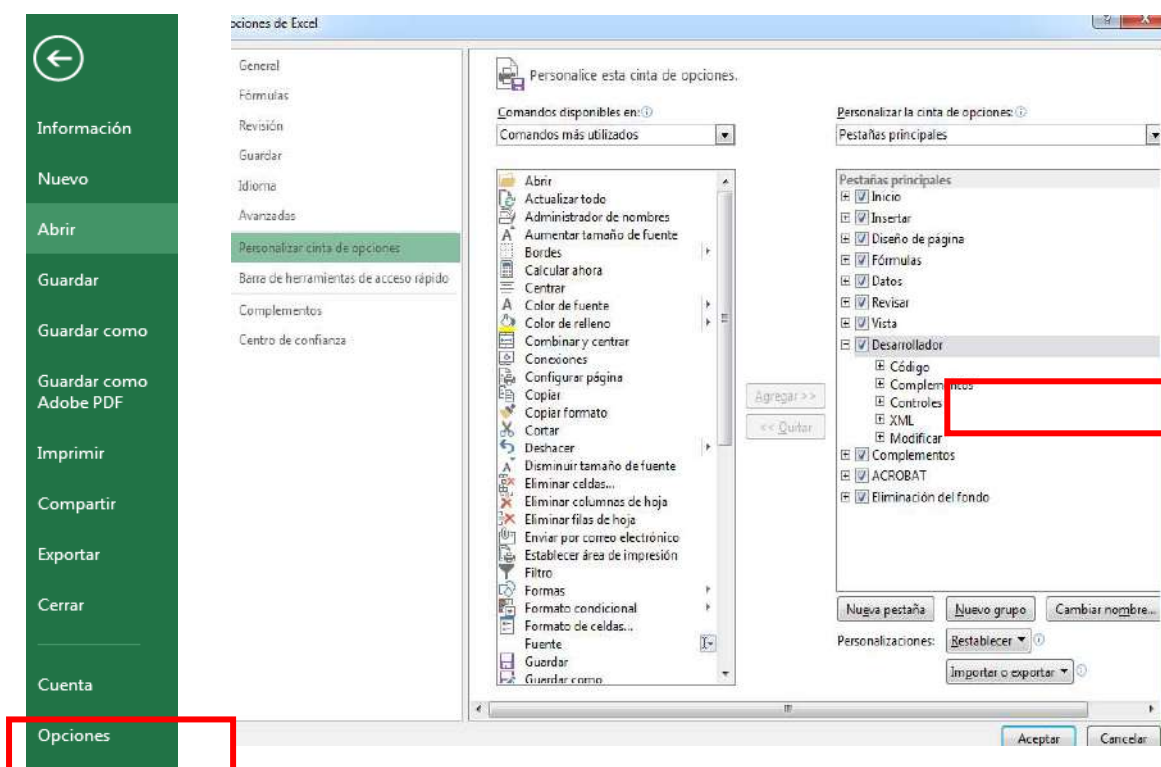 Información
Nuevo
Abrir
Guardar
Guardar como
Guardar como
Adobe PDF
Imprimir
Compartir
Exportar
Cerrar
Cuenta
Opciones
pciones de Excel
General
Fórmulas
Revisión
Guardar
Idioma
Avanzadas
Personalizar cinta de opciones
Barra de herramientas de acceso rápido
Complementos
Centro de confianza
Personalice esta cinta de opciones.
Comandos disponibles en:
Comandos más utilizados
Abrir
Actualizar todo
Administrador de nombres
Aumentar tamaño de fuente
Bordes
Calcular ahora
Centrar
Color de fuente
Color de relleno
Combinar y centrar
Conexiones
Configurar página
Copiar
Copiar formato
Cortar
Deshacer
Disminuir tamaño de fuente
Eliminar celdas...
Eliminar columnas de hoja
Eliminar filas de hoja
Enviar por correo electrónico
Establecer área de impresión
Filtro
Formas
Formato condicional
Formato de celdas...
Fuente
Guardar
Guardar como
Agregar >>
<< Quitar
Personalizar la cinta de opciones:
Pestañas principales
Pestañas principales
Inicio
Insertar
Diseño de página
Fórmulas
Datos
Revisar
Vista
Desarrollador
Código
Complementos
Controles
XML
Modificar
Complementos
ACROBAT
Eliminación del fondo
Nueva pestaña
Nuevo grupo
Cambiar nombre...
Personalizaciones:
Restablecer
Importar o exportar
Aceptar
Cancelar